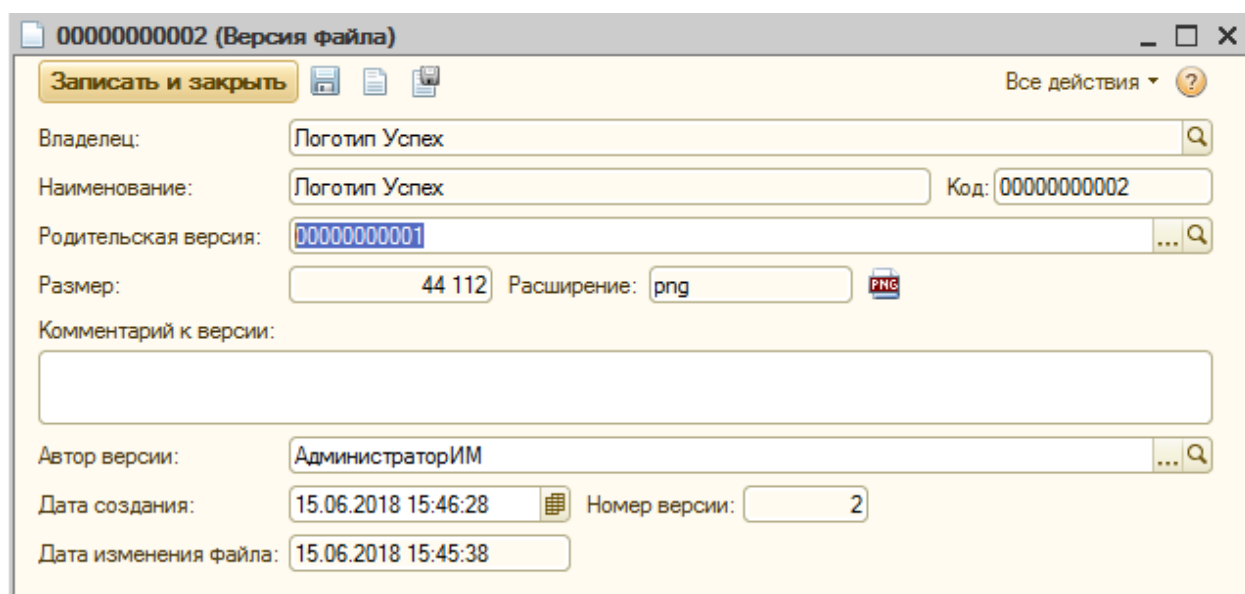 00000000002 (Версия файла)
Записать и закрыть Все действия ?
Владелец: Логотип Успех
Наименование: Логотип Успех Код: 00000000002
Родительская версия: 00000000001 ...
Размер: 44 112 Расширение: png PNG
Комментарий к версии:
Автор версии: АдминистраторИМ ...
Дата создания: 15.06.2018 15:46:28 Номер версии: 2
Дата изменения файла: 15.06.2018 15:45:38